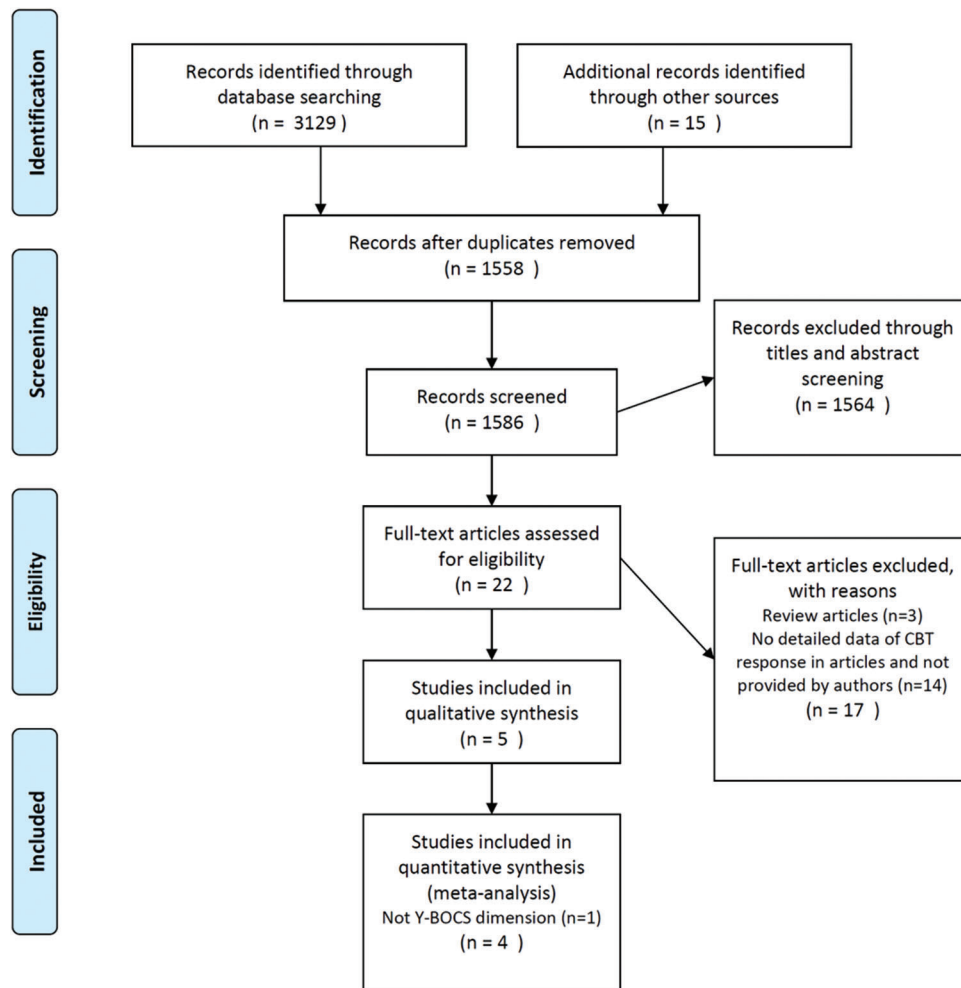 Identification
Records identified through
database searching
(n = 3129 )
Additional records identified
through other sources
(n = 15 )
Records after duplicates removed
(n = 1558 )
Screening
Records screened
(n = 1586 )
Records excluded through
titles and abstract
screening
(n = 1564 )
Eligibility
Full-text articles assessed
for eligibility
(n = 22 )
Full-text articles excluded,
with reasons
Review articles (n=3)
No detailed data of CBT
response in articles and not
provided by authors (n=14)
(n = 17 )
Studies included in
qualitative synthesis
(n = 5 )
Included
Studies included in
quantitative synthesis
(meta-analysis)
Not Y-BOCS dimension (n=1)
(n = 4 )